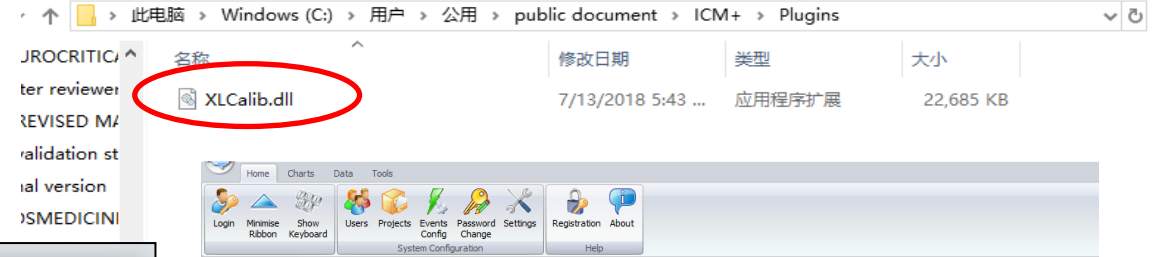 此电脑 > Windows (C:) > 用户 > 公用 > public document > ICM+ > Plugins
名称 修改日期 类型 大小
XLCalib.dll 7/13/2018 5:43 ... 应用程序扩展 22,685 KB
ter reviewer
REVISED MA
validation st
al version
Home Charts Data Tools
Login Minimise Ribbon Show Keyboard Users Projects Events Config Password Change Settings Registration About
System Configuration Help